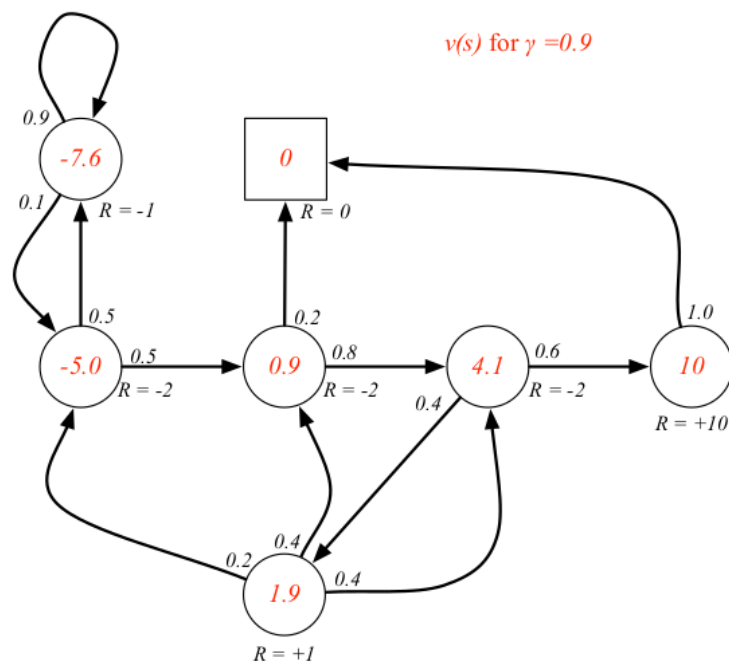 v(s) for γ =0.9
0.9
-7.6
0
0.1
R = -1
R = 0
0.5
0.2
1.0
-5.0
0.5
0.9
0.8
4.1
0.6
10
R = -2
R = -2
0.4
R = -2
R = +10
0.2
0.4
1.9
0.4
R = +1